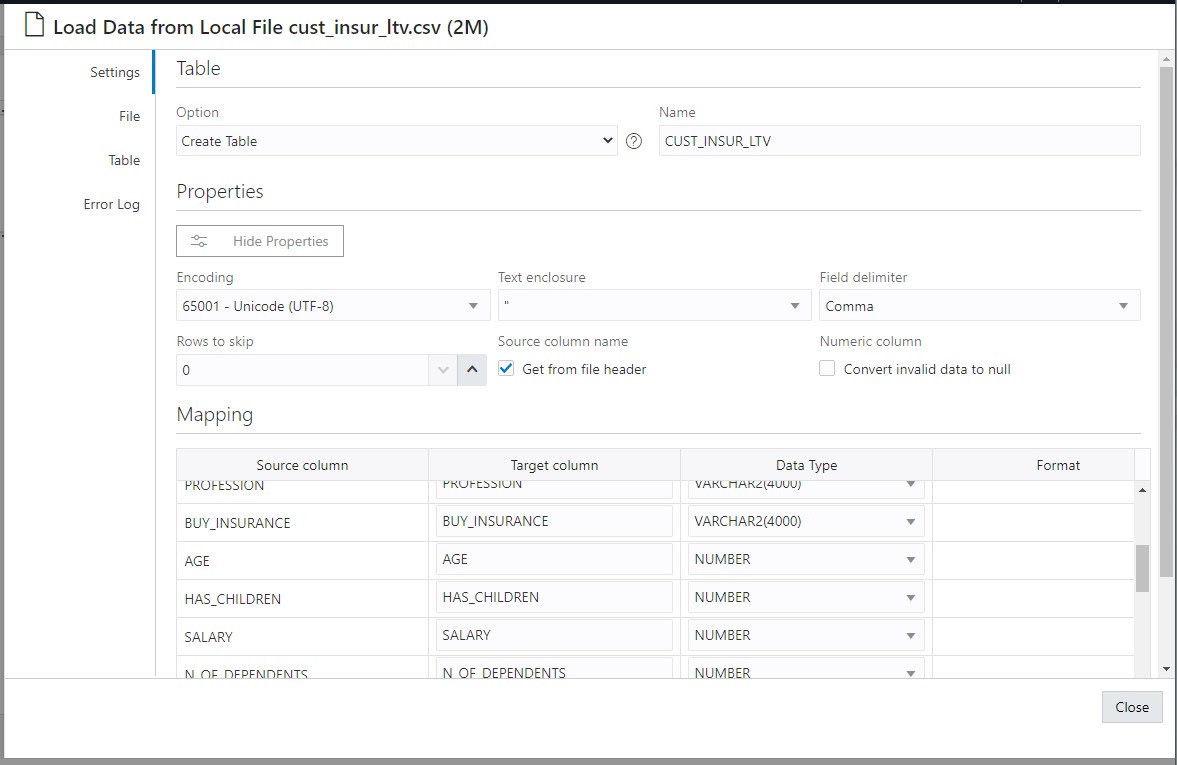 Load Data from Local File cust_insur_ltv.csv (2M)
Settings
File
Table
Error Log
Table
Option
Name
Create Table
?
CUST_INSUR_LTV
Properties
Hide Properties
Encoding
Text enclosure
Field delimiter
65001 - Unicode (UTF-8)
"
Comma
Rows to skip
Source column name
Numeric column
0
Get from file header
Convert invalid data to null
Mapping
Source column
Target column
Data Type
Format
PROFESSION
PROFESSION
VARCHAR2(4000)
BUY_INSURANCE
BUY_INSURANCE
VARCHAR2(4000)
AGE
AGE
NUMBER
HAS_CHILDREN
HAS_CHILDREN
NUMBER
SALARY
SALARY
NUMBER
N_OF_DEPENDENTS
N_OF_DEPENDENTS
NUMBER
Close